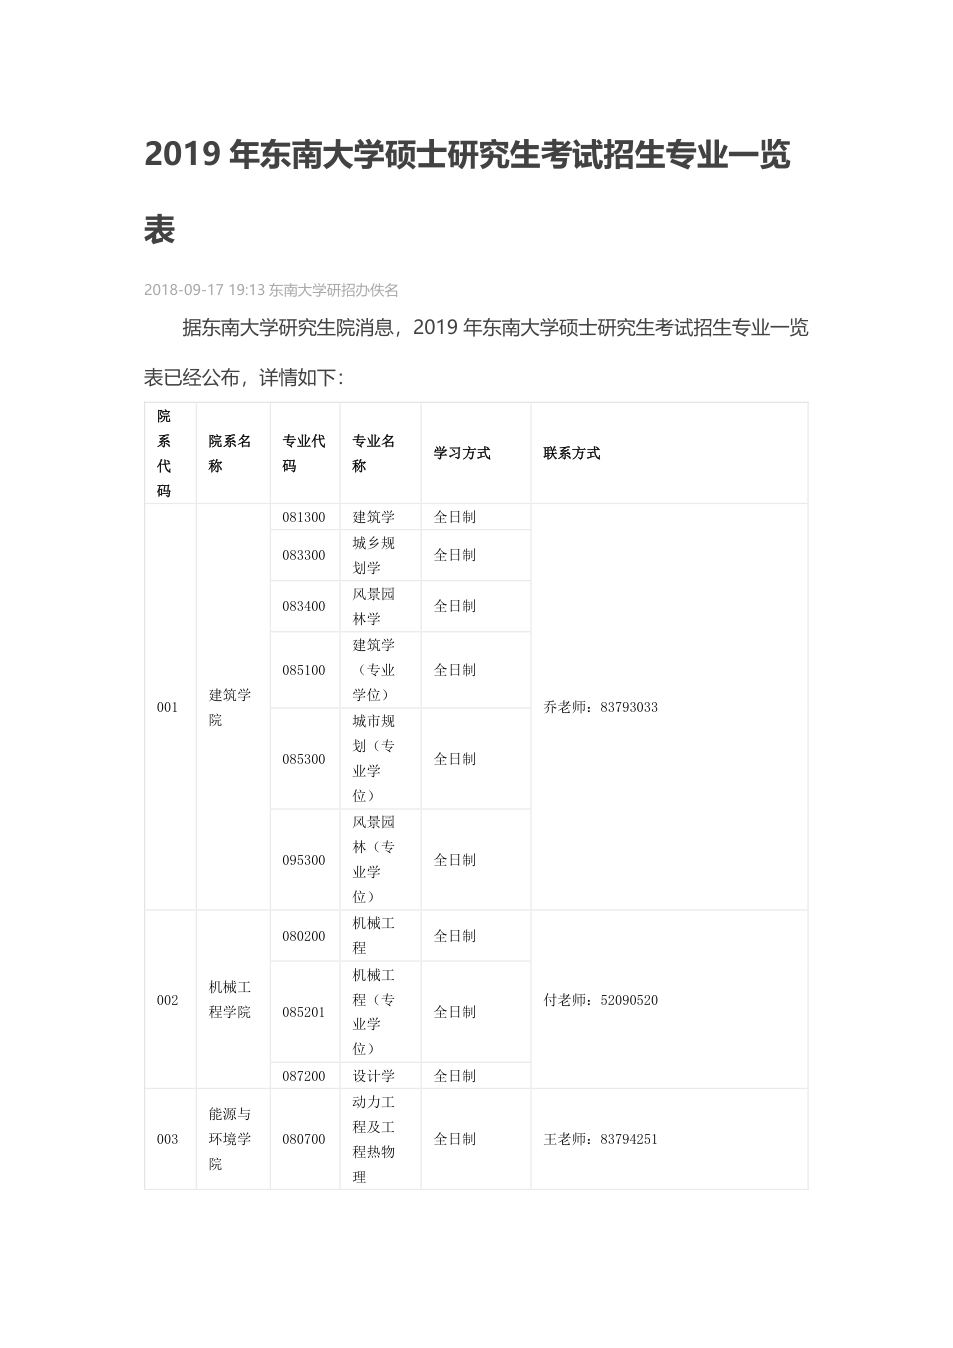 2019 年东南大学硕士研究生考试招生专业一览
表
2018-09-17 19:13 东南大学研招办佚名
据东南大学研究生院消息，2019 年东南大学硕士研究生考试招生专业一览
表已经公布，详情如下：
院
系
代
码
院系名
称
专业代
码
专业名
称
学习方式
联系方式
001
建筑学
院
081300
建筑学
全日制
083300
城乡规
划学
全日制
083400
风景园
林学
全日制
085100
建筑学
（专业
学位）
全日制
085300
城市规
划（专
业学
位）
全日制
095300
风景园
林（专
业学
位）
全日制
乔老师：83793033
002
机械工
程学院
080200
机械工
程
全日制
085201
机械工
程（专
业学
位）
全日制
087200
设计学
全日制
付老师：52090520
003
能源与
环境学
院
080700
动力工
程及工
程热物
理
全日制
王老师：83794251